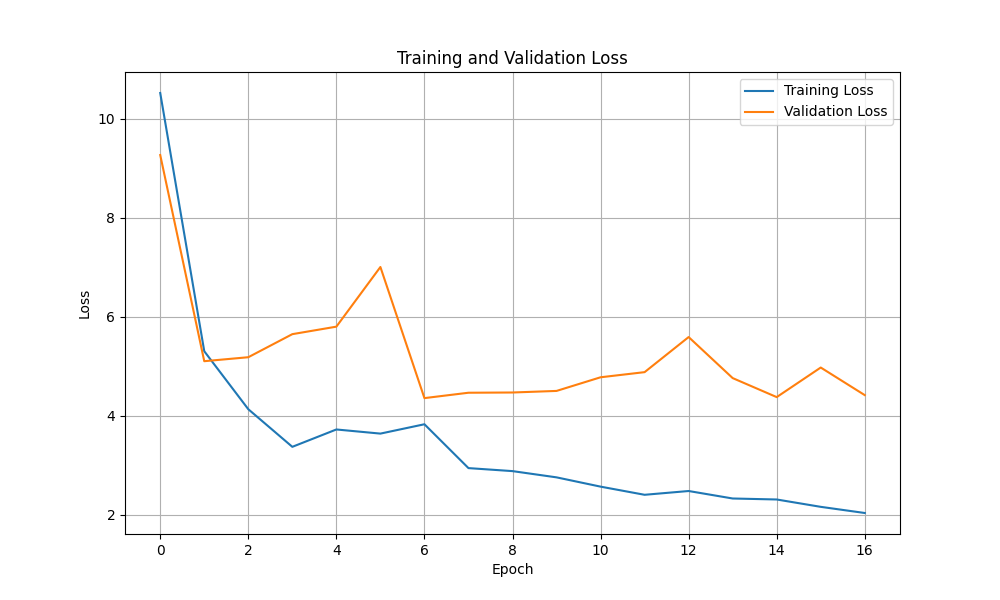 Training and Validation Loss
Training Loss
Validation Loss
10
8
6
4
2
Loss
0 2 4 6 8 10 12 14 16
Epoch